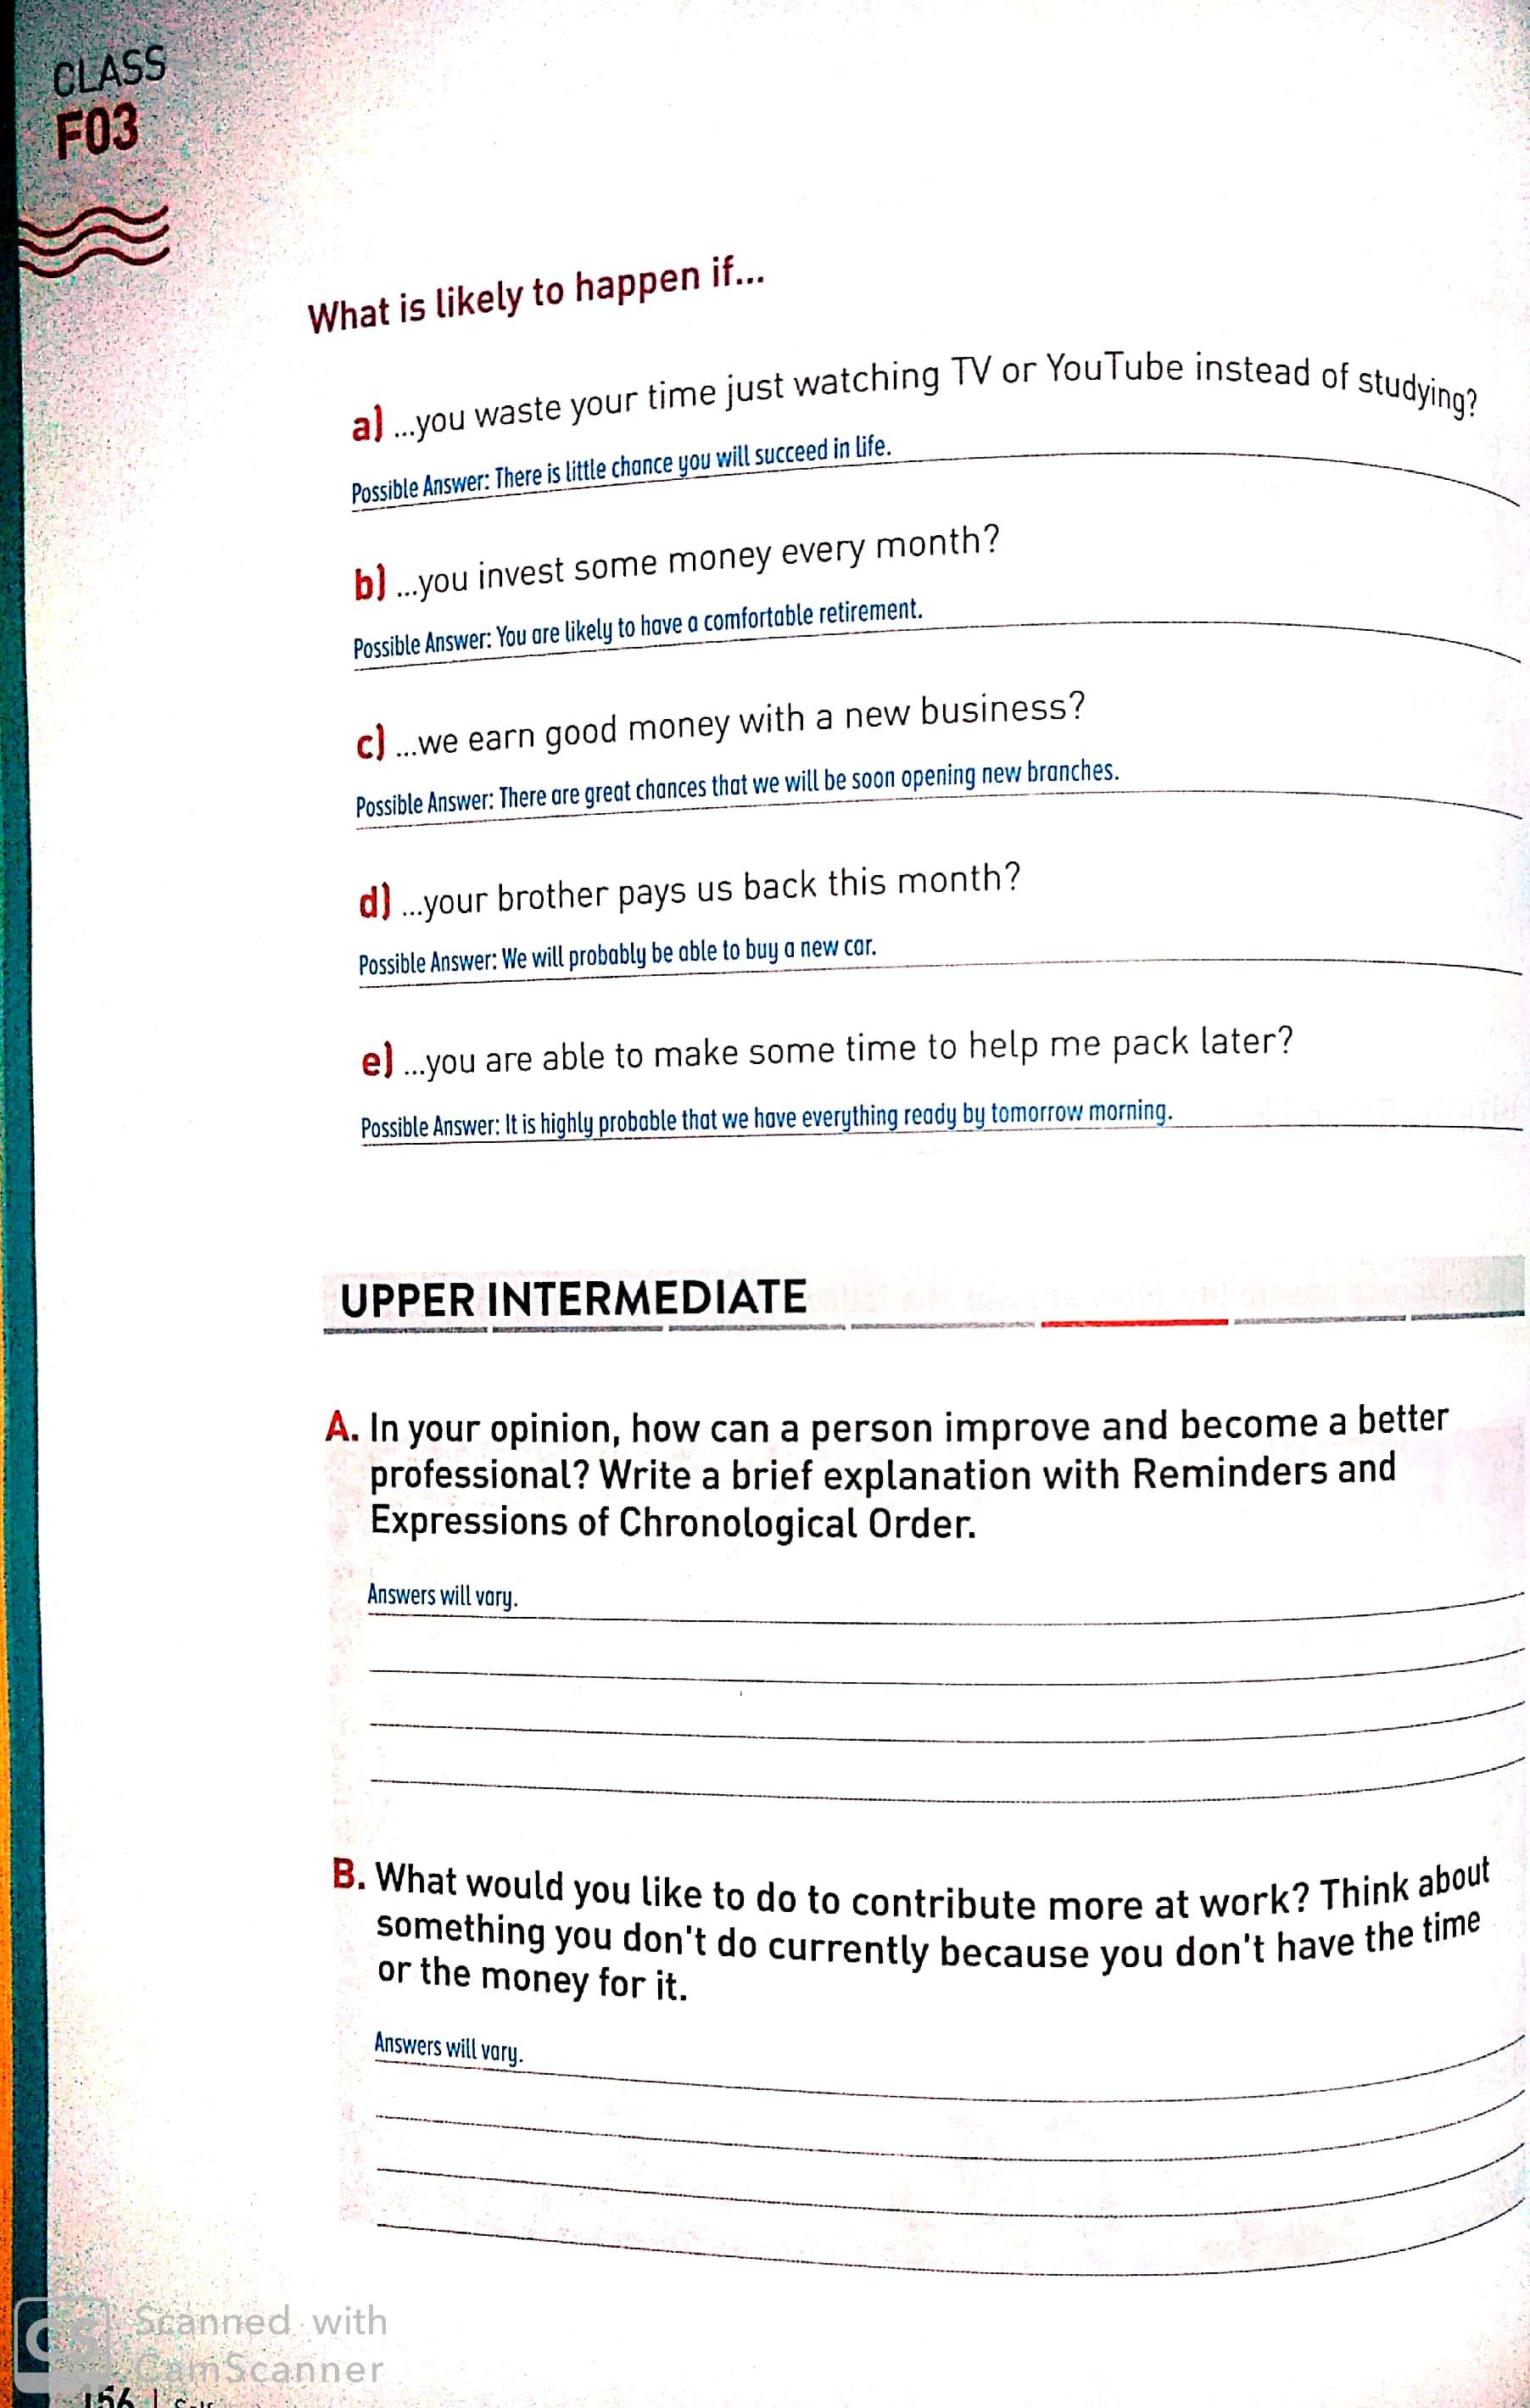 CLASS
F03
What is likely to happen if...
a) ...you waste your time just watching TV or YouTube instead of studying?
Possible Answer: There is little chance you will succeed in life.
b) ...you invest some money every month?
Possible Answer: You are likely to have a comfortable retirement.
c) ...we earn good money with a new business?
Possible Answer: There are great chances that we will be soon opening new branches.
d) ...your brother pays us back this month?
Possible Answer: We will probably be able to buy a new car.
e) ...you are able to make some time to help me pack later?
Possible Answer: It is highly probable that we have everything ready by tomorrow morning.
UPPER INTERMEDIATE
A. In your opinion, how can a person improve and become a better
professional? Write a brief explanation with Reminders and
Expressions of Chronological Order.
Answers will vary.
B. What would you like to do to contribute more at work? Think about
something you don't do currently because you don't have the time
or the money for it.
Answers will vary.
CS Scanned with
CamScanner
156 |